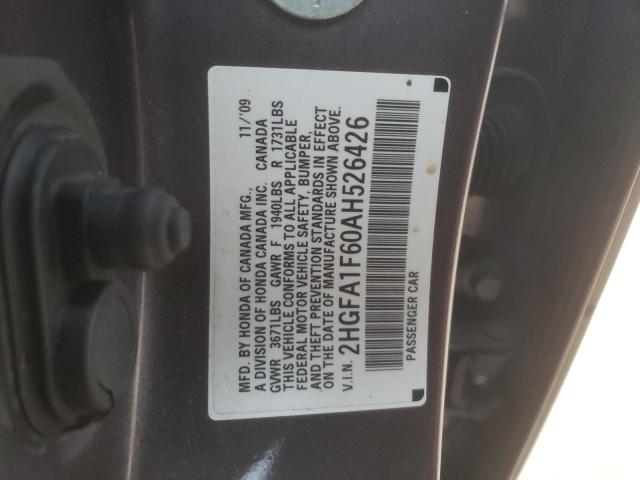 MFD. BY HONDA OF CANADA MFG., 11/'09
A DIVISION OF HONDA CANADA INC. CANADA
GVWR 3671LBS GAWR F 1940LBS R 1731LBS
THIS VEHICLE CONFORMS TO ALL APPLICABLE
FEDERAL MOTOR VEHICLE SAFETY, BUMPER,
AND THEFT PREVENTION STANDARDS IN EFFECT
ON THE DATE OF MANUFACTURE SHOWN ABOVE.
V.I.N. 2HGFA1F60AH526426
PASSENGER CAR